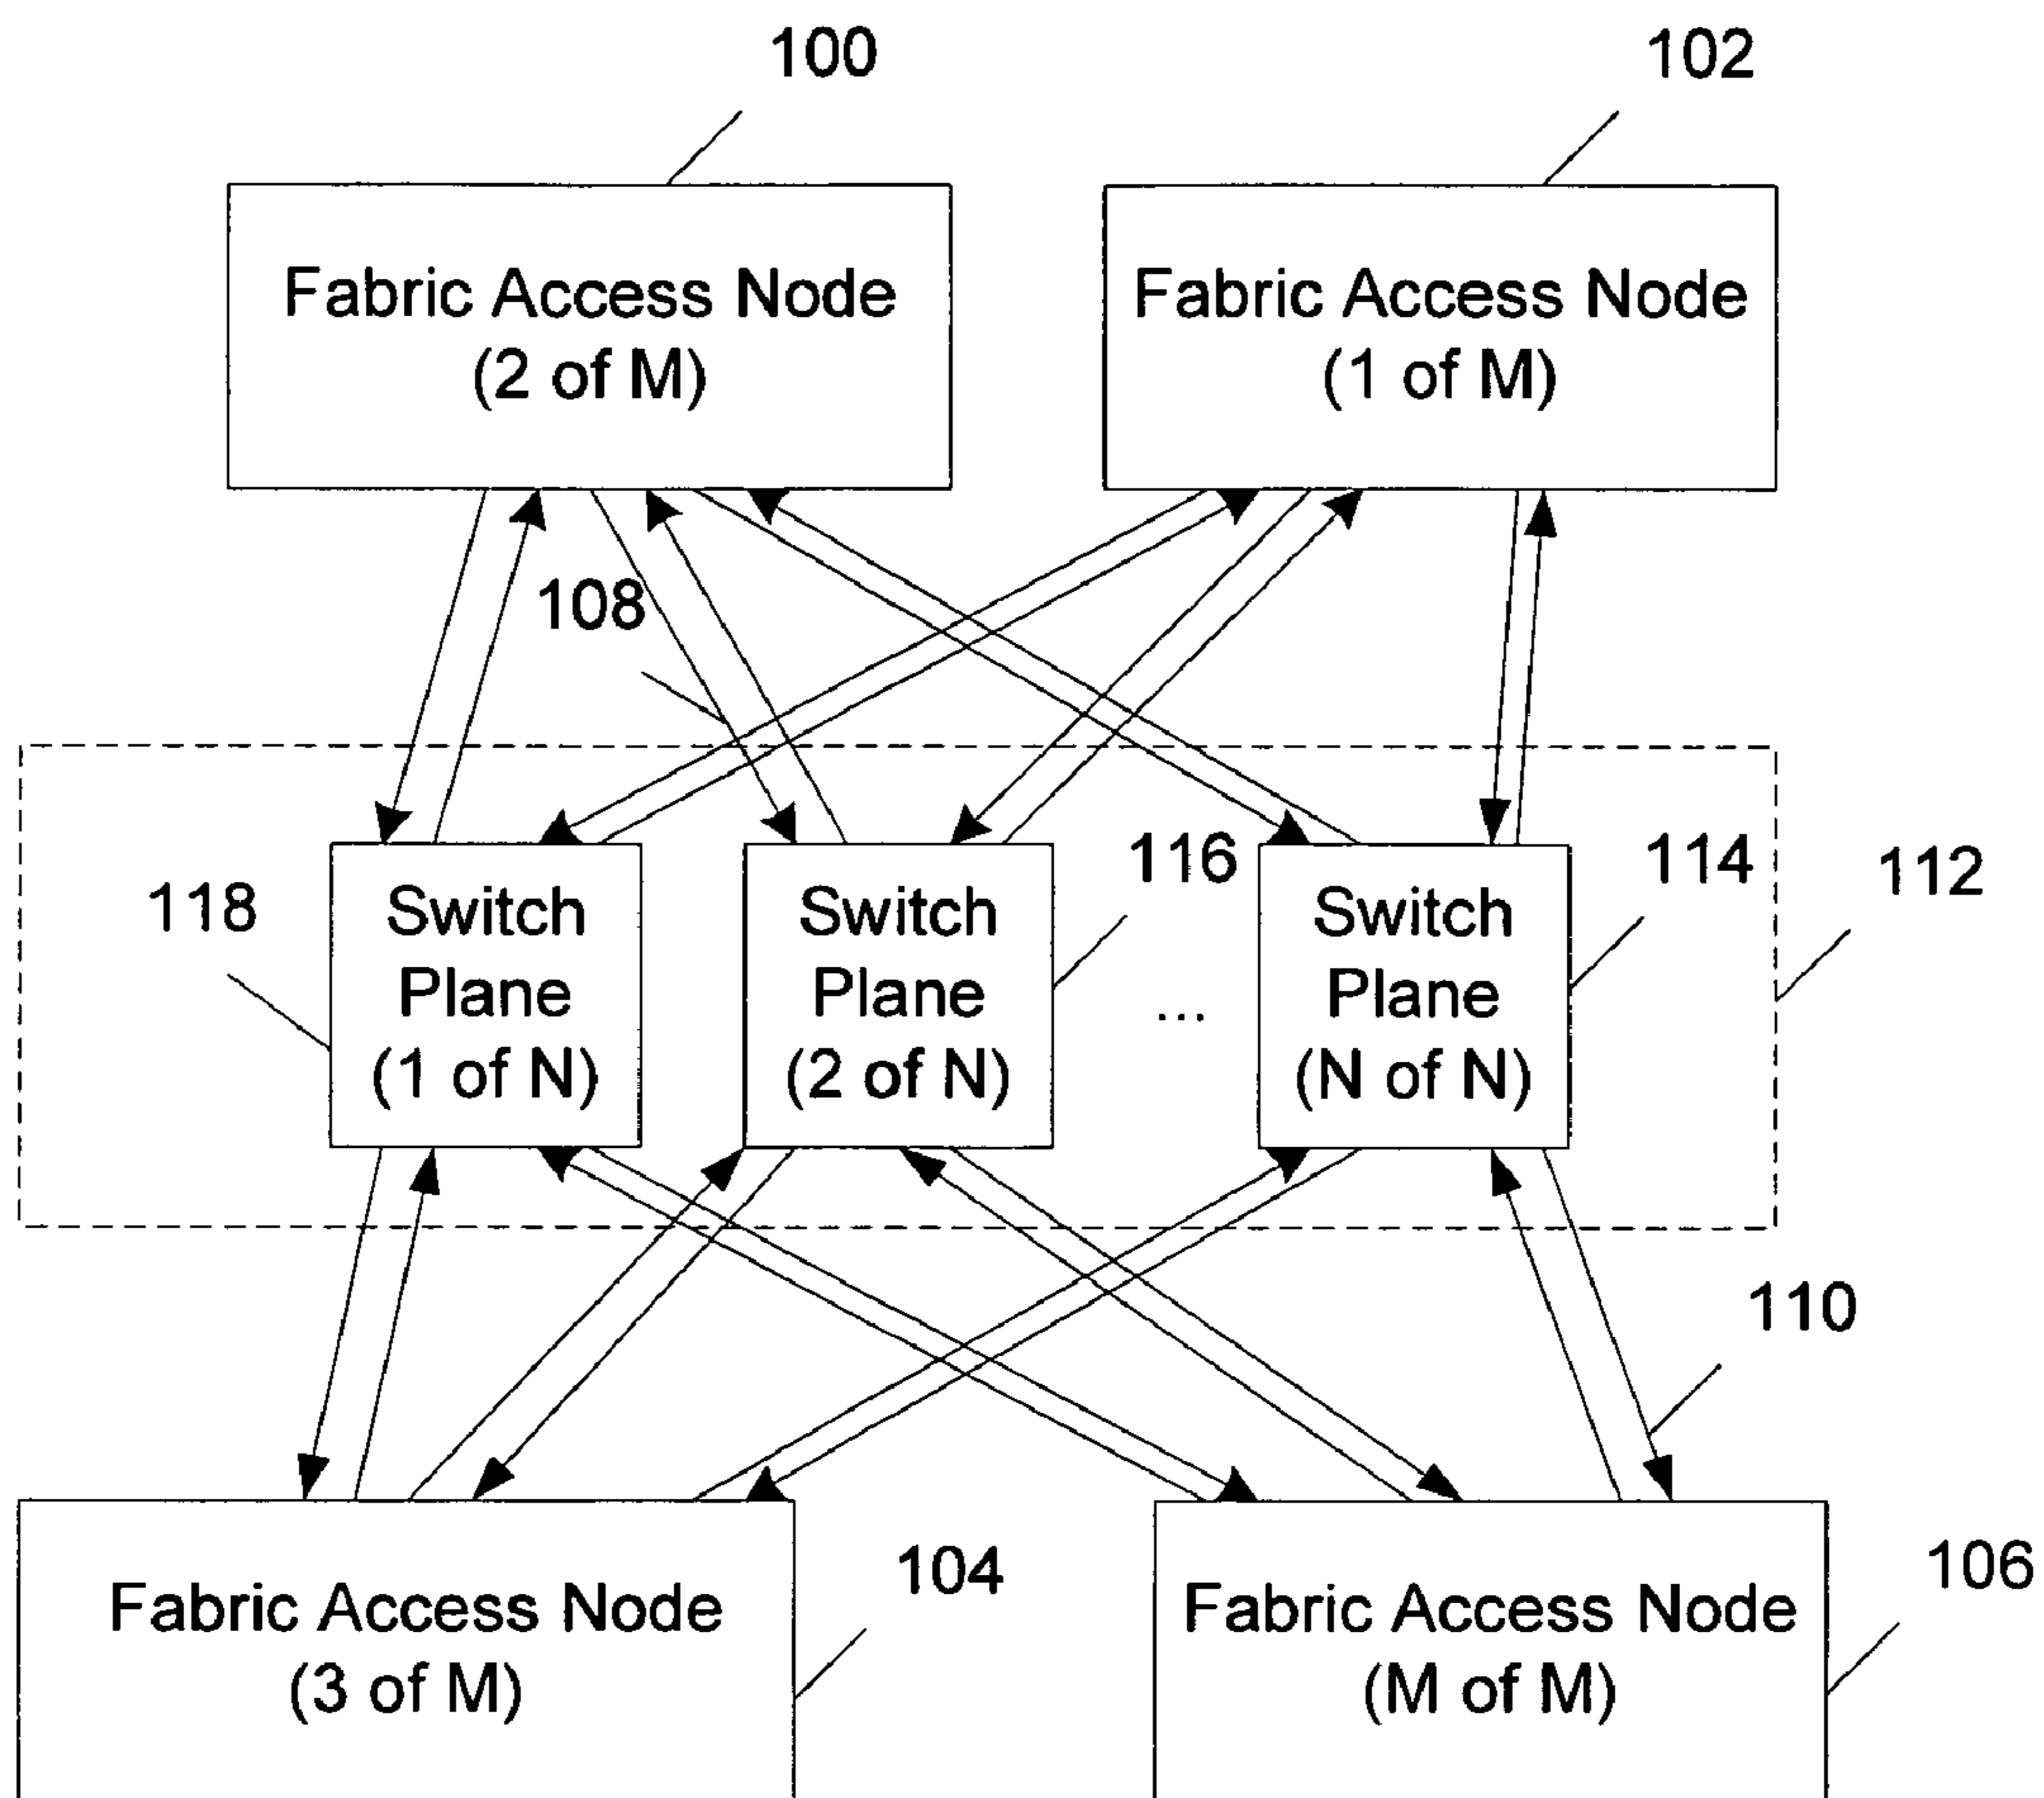 100
102
Fabric Access Node
(2 of M)
Fabric Access Node
(1 of M)
108
116
114
112
118
Switch
Plane
(1 of N)
Switch
Plane
(2 of N)
...
Switch
Plane
(N of N)
110
104
106
Fabric Access Node
(3 of M)
Fabric Access Node
(M of M)